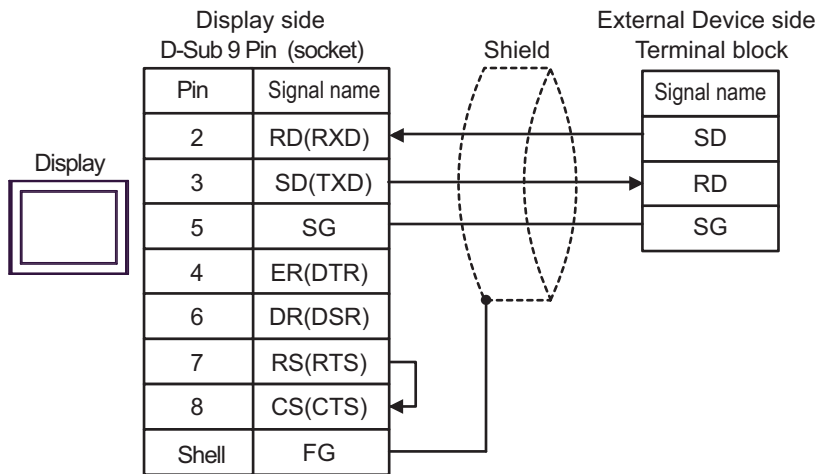 Display side
D-Sub 9 Pin (socket)
Shield
External Device side
Terminal block
Pin Signal name
Signal name
2 RD(RXD)
SD
Display
3 SD(TXD)
RD
5 SG
SG
4 ER(DTR)
6 DR(DSR)
7 RS(RTS)
8 CS(CTS)
Shell FG